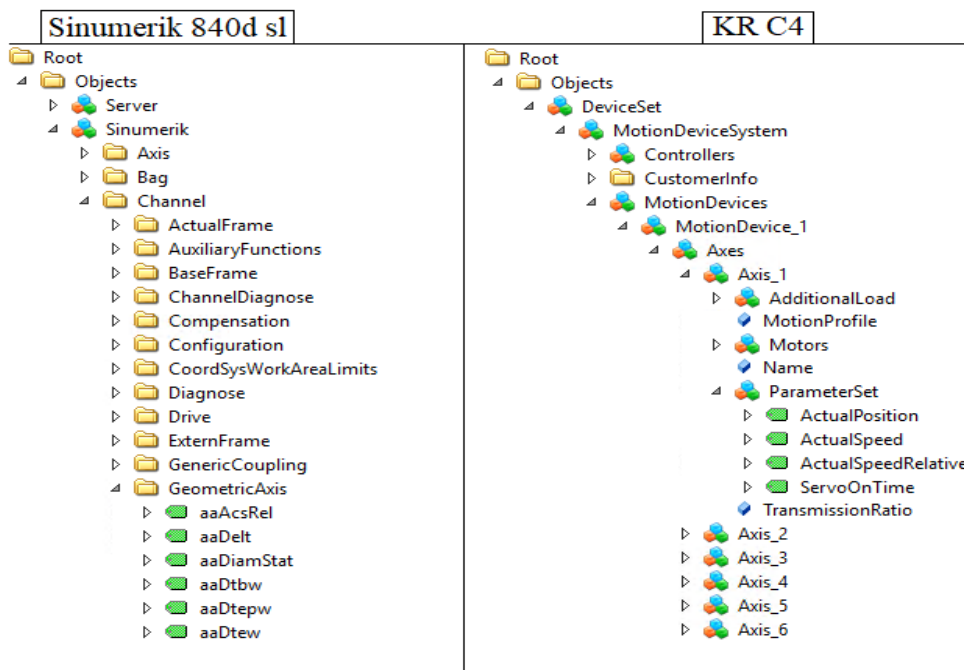 Sinumerik 840d sl
Root
Objects
Server
Sinumerik
Axis
Bag
Channel
ActualFrame
AuxiliaryFunctions
BaseFrame
ChannelDiagnose
Compensation
Configuration
CoordSysWorkAreaLimits
Diagnose
Drive
ExternFrame
GenericCoupling
GeometricAxis
aaAcsRel
aaDelt
aaDiamStat
aaDtbw
aaDtepw
aaDtew
KR C4
Root
Objects
DeviceSet
MotionDeviceSystem
Controllers
CustomerInfo
MotionDevices
MotionDevice_1
Axes
Axis_1
AdditionalLoad
MotionProfile
Motors
Name
ParameterSet
ActualPosition
ActualSpeed
ActualSpeedRelative
ServoOnTime
TransmissionRatio
Axis_2
Axis_3
Axis_4
Axis_5
Axis_6